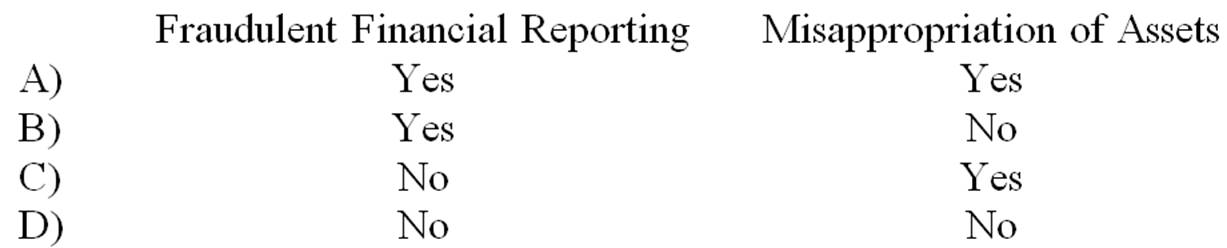 Fraudulent Financial Reporting Misappropriation of Assets
A) Yes Yes
B) Yes No
C) No Yes
D) No No